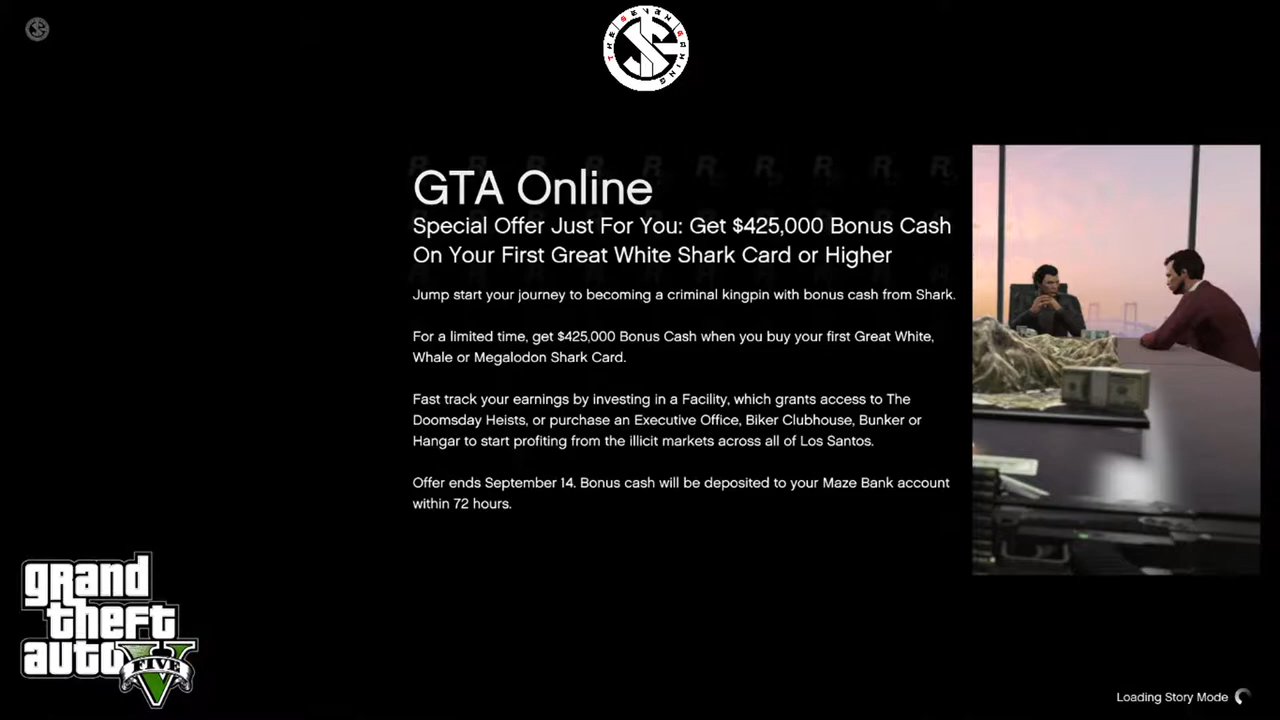 THE SEVEN GAMING
GTA Online
Special Offer Just For You: Get $425,000 Bonus Cash
On Your First Great White Shark Card or Higher
Jump start your journey to becoming a criminal kingpin with bonus cash from Shark.
For a limited time, get $425,000 Bonus Cash when you buy your first Great White,
Whale or Megalodon Shark Card.
Fast track your earnings by investing in a Facility, which grants access to The
Doomsday Heists, or purchase an Executive Office, Biker Clubhouse, Bunker or
Hangar to start profiting from the illicit markets across all of Los Santos.
Offer ends September 14. Bonus cash will be deposited to your Maze Bank account
within 72 hours.
grand
theft
auto
FIVE
Loading Story Mode